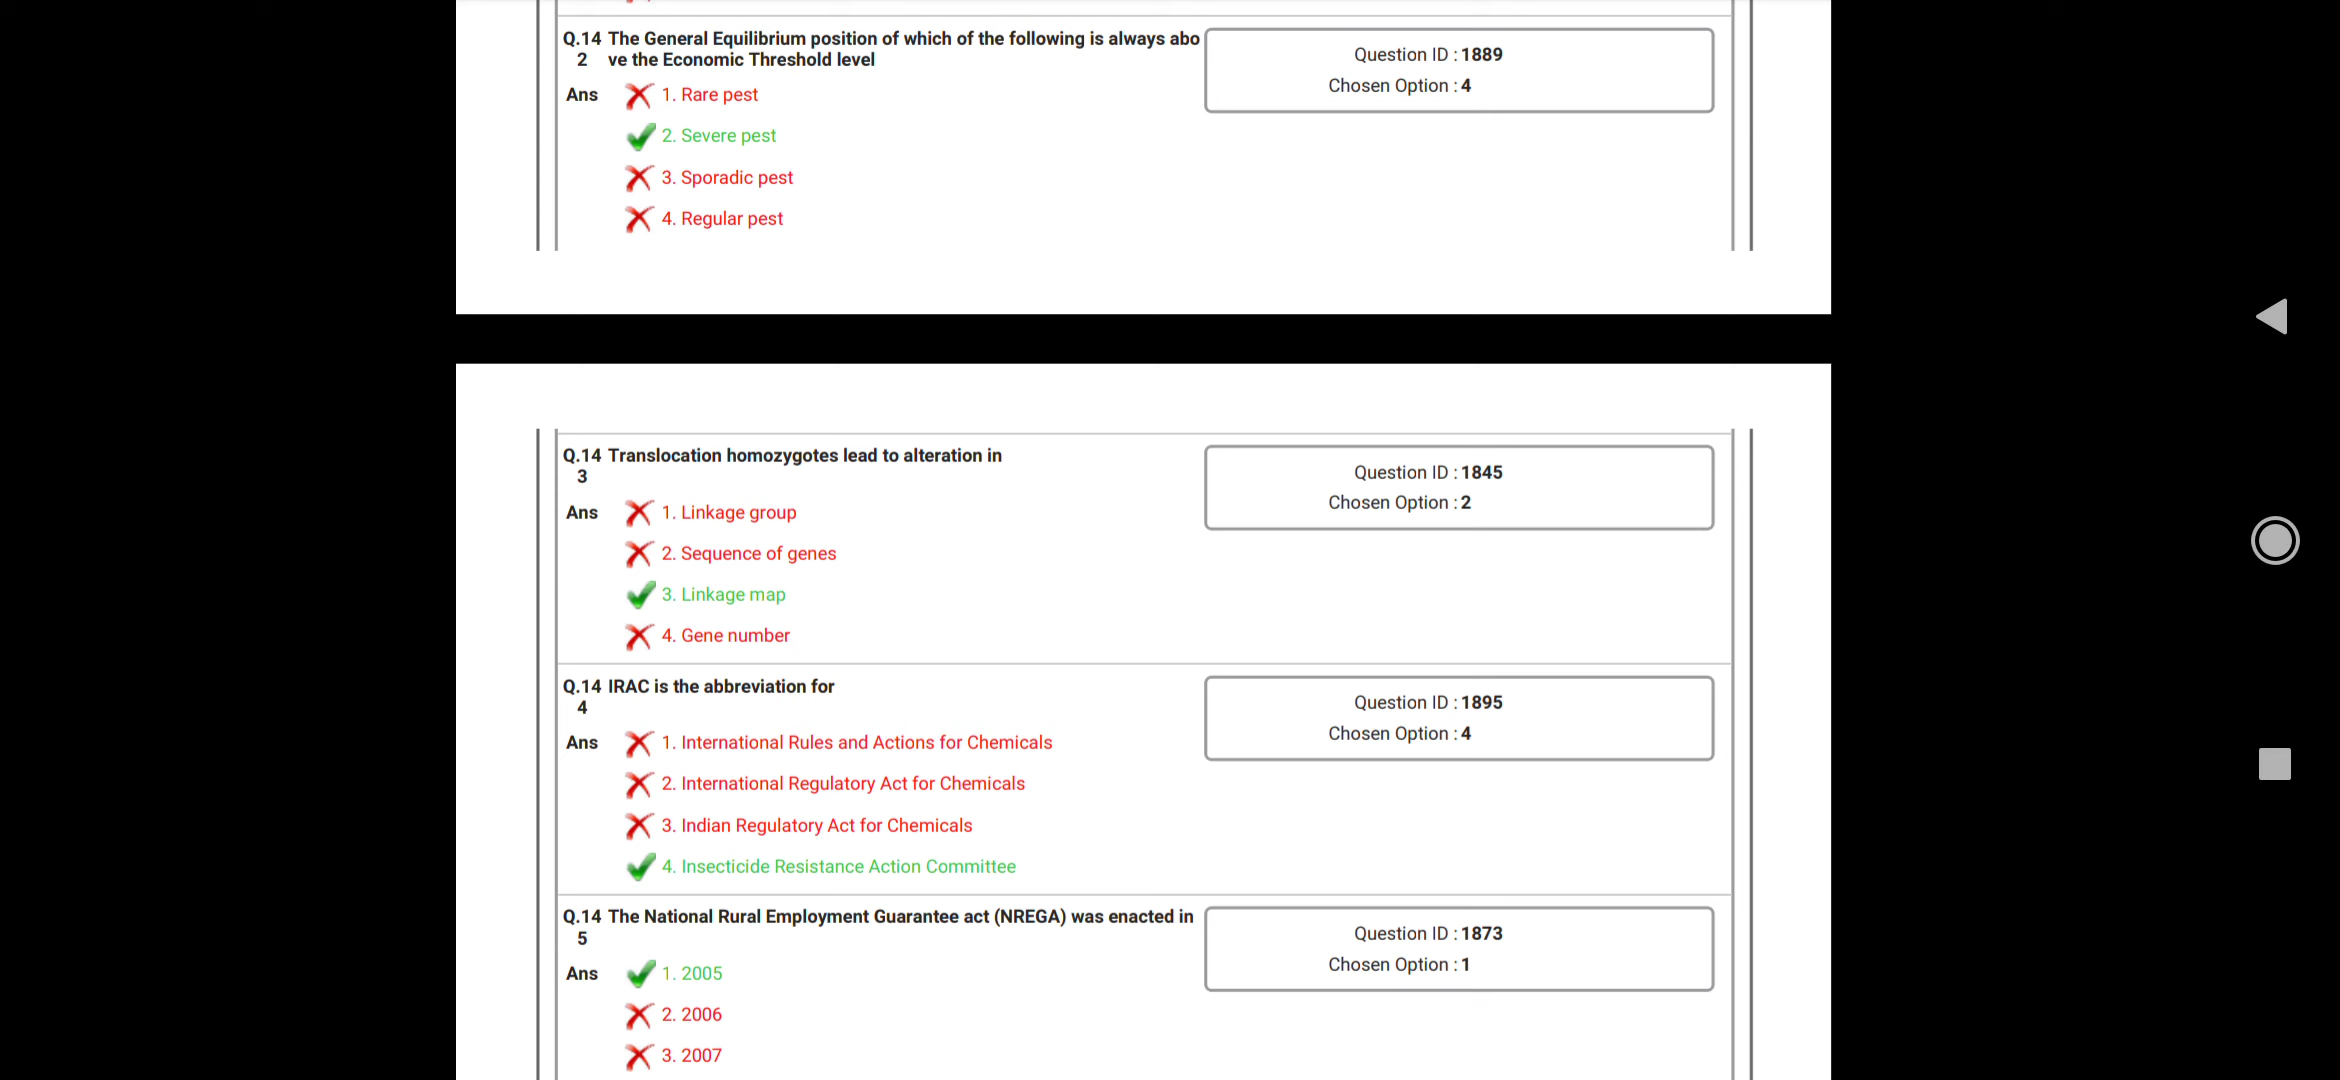 Q.14 The General Equilibrium position of which of the following is always abo
2 ve the Economic Threshold level
Question ID : 1889
Chosen Option : 4
Ans 1. Rare pest
2. Severe pest
3. Sporadic pest
4. Regular pest
Q.14 Translocation homozygotes lead to alteration in
3
Question ID : 1845
Chosen Option : 2
Ans 1. Linkage group
2. Sequence of genes
3. Linkage map
4. Gene number
Q.14 IRAC is the abbreviation for
4
Question ID : 1895
Chosen Option : 4
Ans 1. International Rules and Actions for Chemicals
2. International Regulatory Act for Chemicals
3. Indian Regulatory Act for Chemicals
4. Insecticide Resistance Action Committee
Q.14 The National Rural Employment Guarantee act (NREGA) was enacted in
5
Question ID : 1873
Chosen Option : 1
Ans 1. 2005
2. 2006
3. 2007